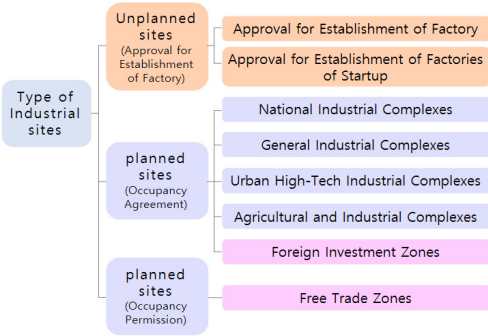 Type of
Industrial
sites
Unplanned
sites
(Approval for
Establishment
of Factory)
Approval for Establishment of Factory
Approval for Establishment of Factories
of Startup
planned
sites
(Occupancy
Agreement)
National Industrial Complexes
General Industrial Complexes
Urban High-Tech Industrial Complexes
Agricultural and Industrial Complexes
Foreign Investment Zones
planned
sites
(Occupancy
Permission)
Free Trade Zones